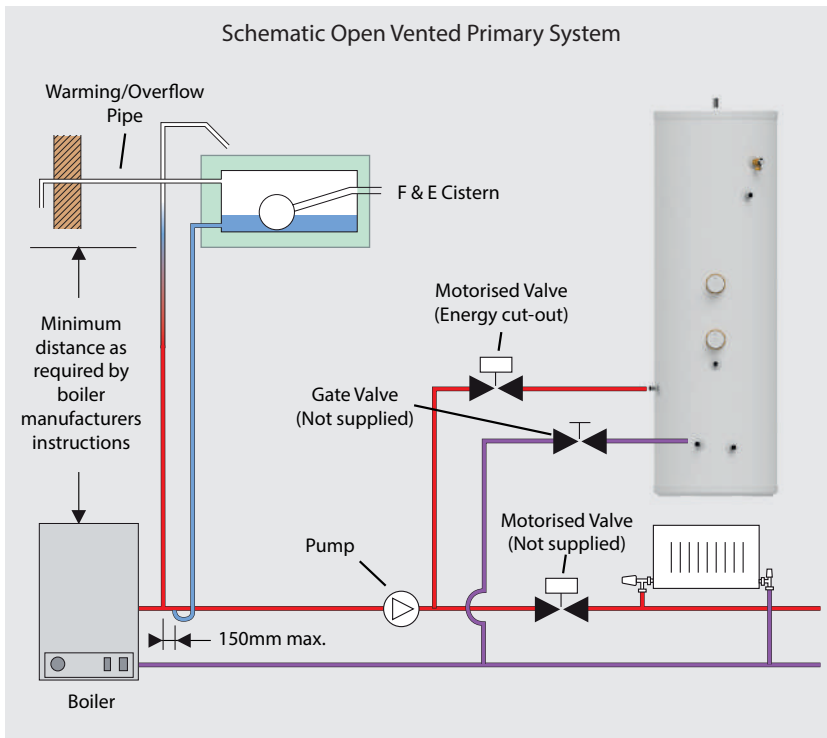 Schematic Open Vented Primary System
Warming/Overflow
Pipe
F & E Cistern
Minimum
distance as
required by
boiler
manufacturers
instructions
Motorised Valve
(Energy cut-out)
Gate Valve
(Not supplied)
Motorised Valve
(Not supplied)
Pump
150mm max.
Boiler